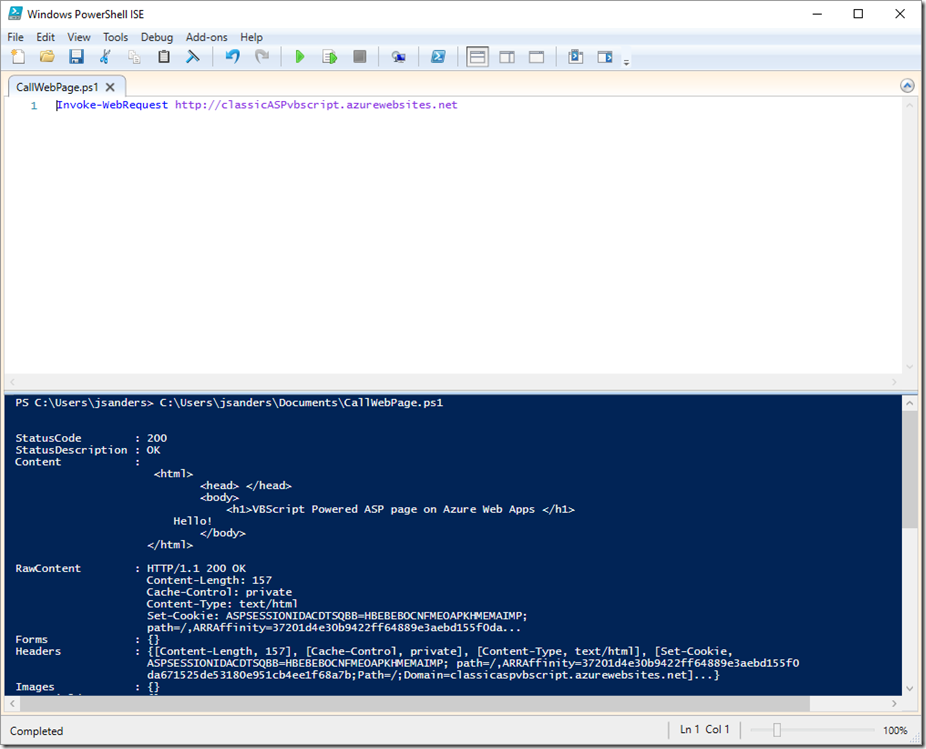 Windows PowerShell ISE
File Edit View Tools Debug Add-ons Help
CallWebPage.ps1
1 Invoke-WebRequest http://classicASPvbscript.azurewebsites.net
PS C:\Users\jsanders> C:\Users\jsanders\Documents\CallWebPage.ps1
StatusCode : 200
StatusDescription : OK
Content :
<html>
<head> </head>
<body>
<h1>VBScript Powered ASP page on Azure Web Apps </h1>
Hello!
</body>
</html>
RawContent : HTTP/1.1 200 OK
Content-Length: 157
Cache-Control: private
Content-Type: text/html
Set-Cookie: ASPSESSIONIDACDTSQBB=HBEBEBOCNFMEOAPKHMEMAIMP;
path=/,ARRAffinity=37201d4e30b9422ff64889e3aebd155f0da...
Forms : {}
Headers : {[Content-Length, 157], [Cache-Control, private], [Content-Type, text/html], [Set-Cookie,
ASPSESSIONIDACDTSQBB=HBEBEBOCNFMEOAPKHMEMAIMP; path=/,ARRAffinity=37201d4e30b9422ff64889e3aebd155f0
da671525de53180e951cb4ee1f68a7b;Path=/;Domain=classicaspvbscript.azurewebsites.net]...}
Images : {}
Completed
Ln 1 Col 1
100%